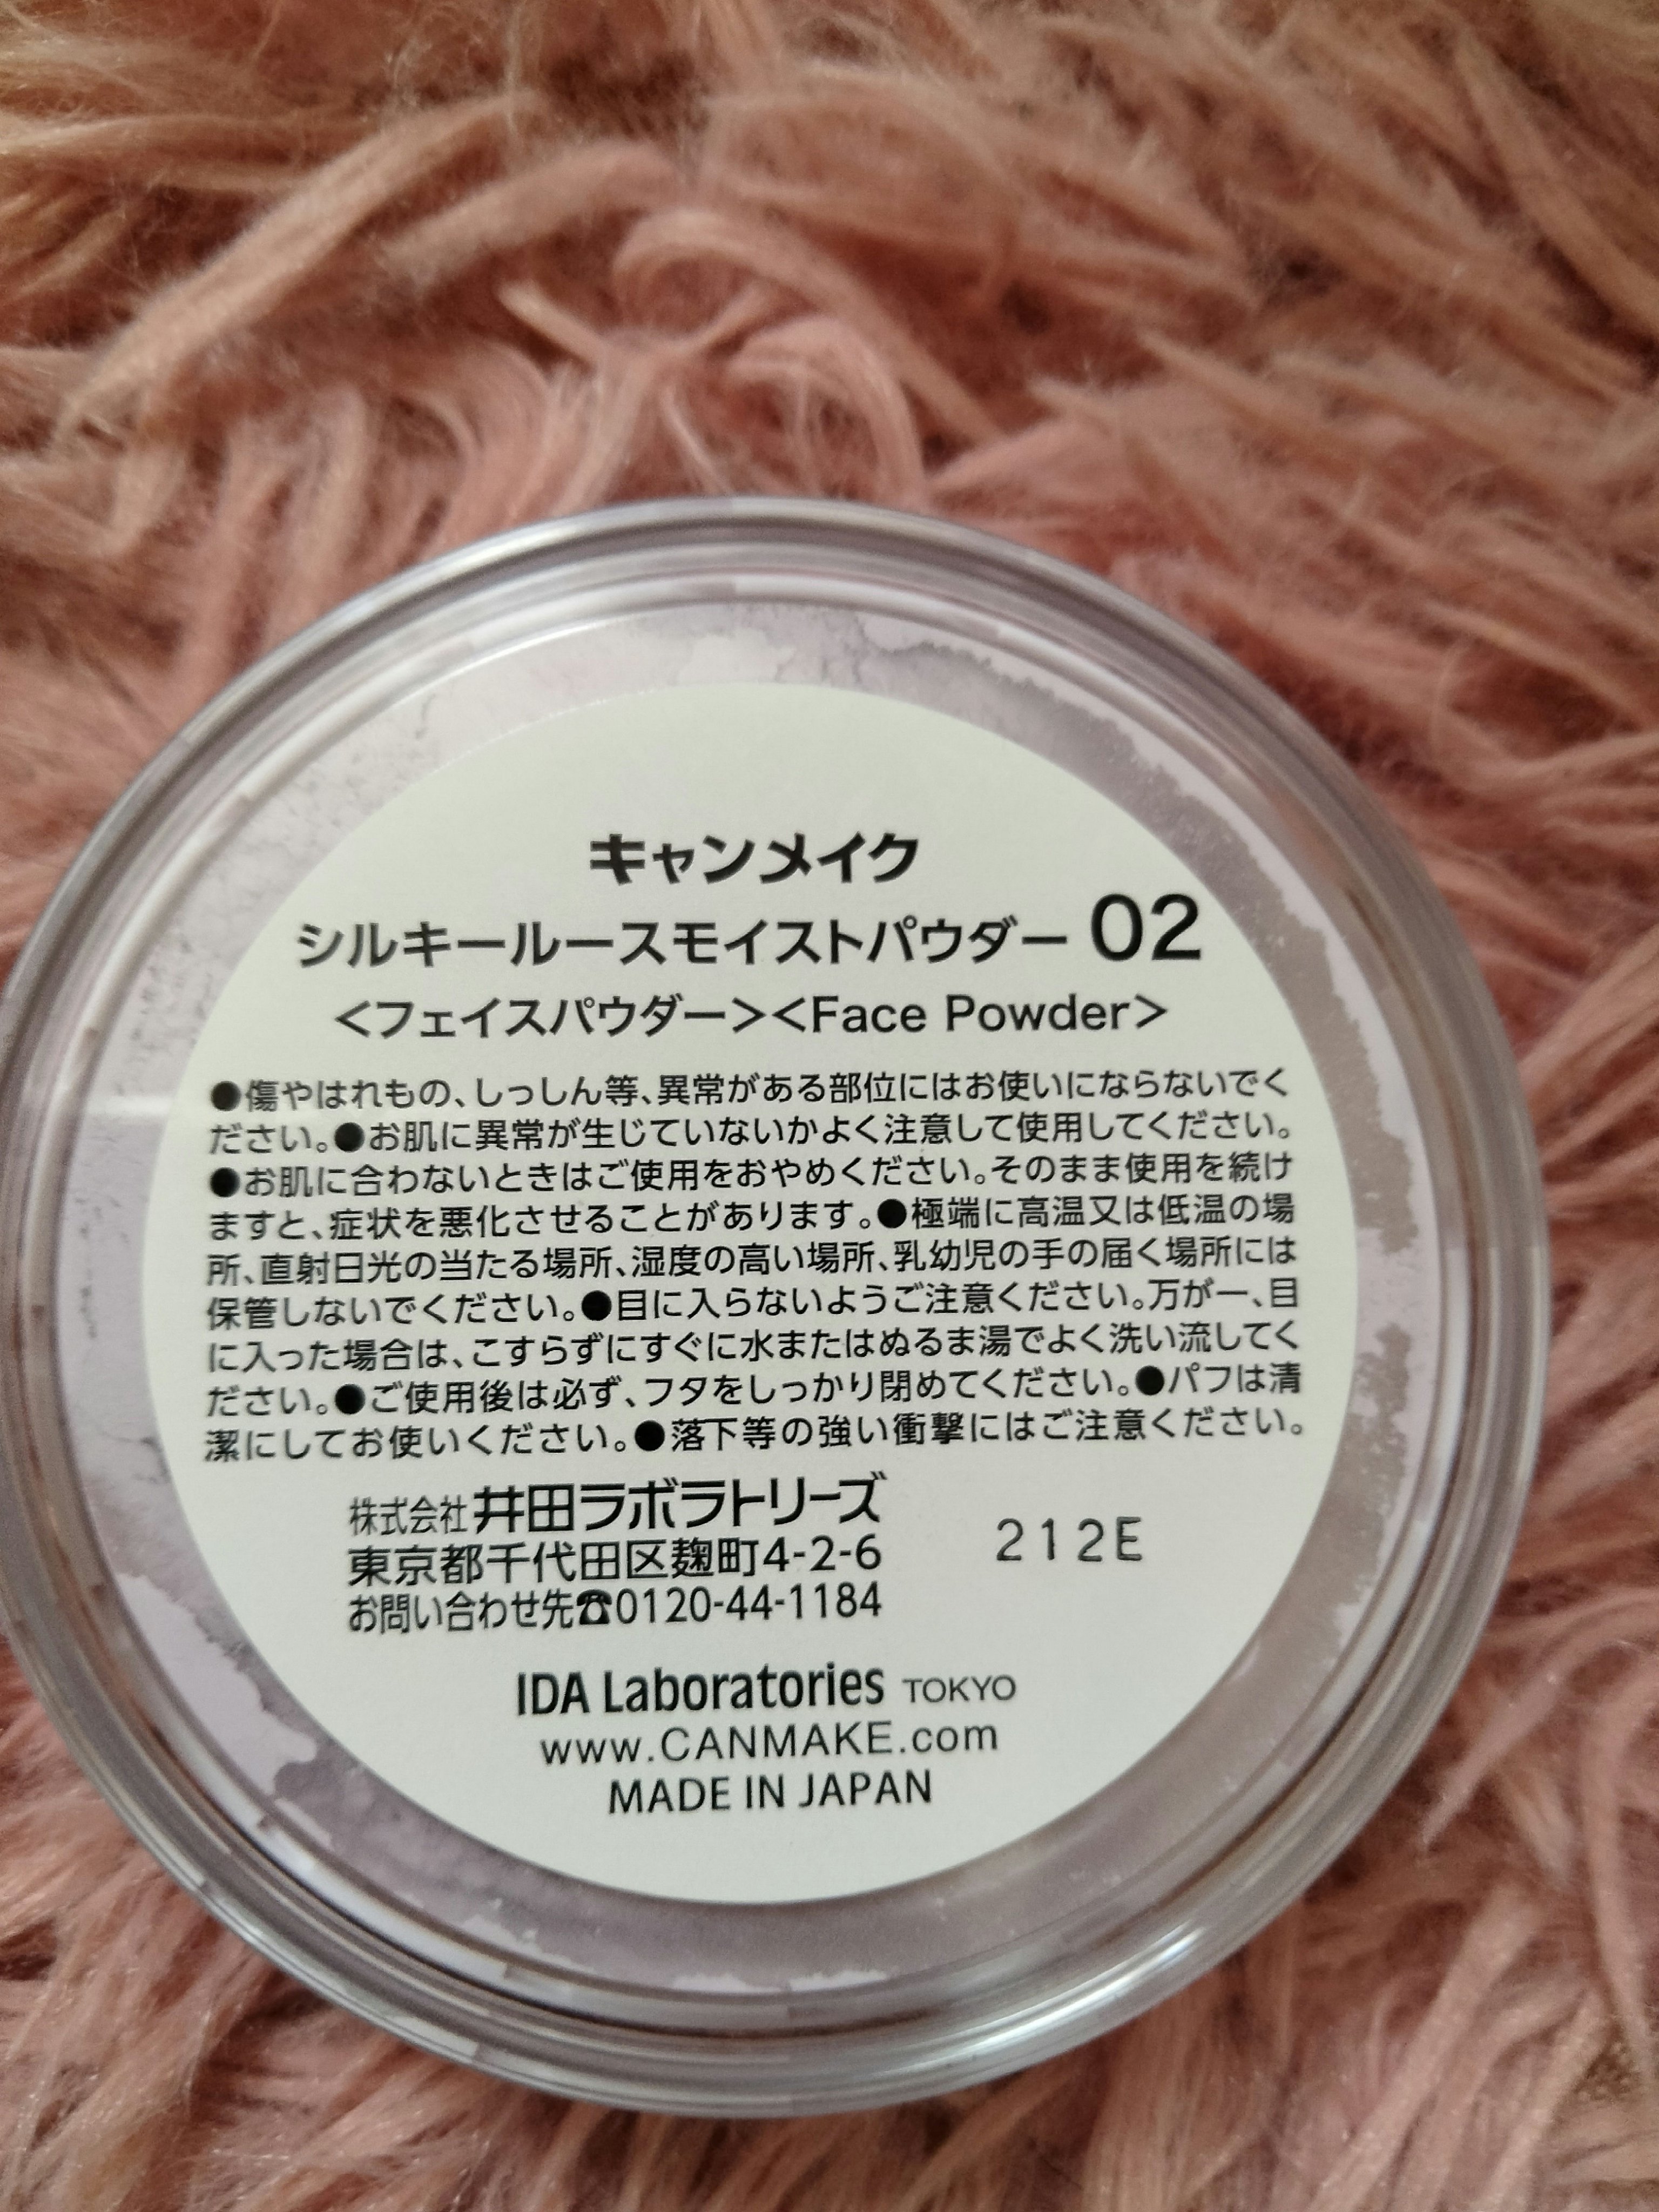 キャンメイク
シルキールースモイストパウダー 02
<フェイスパウダー><Face Powder>
●傷やはれもの、しっしん等、異常がある部位にはお使いにならないでく
ださい。●お肌に異常が生じていないかよく注意して使用してください。
●お肌に合わないときはご使用をおやめください。そのまま使用を続け
ますと、症状を悪化させることがあります。●極端に高温又は低温の場
所、直射日光の当たる場所、湿度の高い場所、乳幼児の手の届く場所には
保管しないでください。●目に入らないようご注意ください。万が一、目
に入った場合は、こすらずにすぐに水またはぬるま湯でよく洗い流してく
ださい。●ご使用後は必ず、フタをしっかり閉めてください。●パフは清
潔にしてお使いください。●落下等の強い衝撃にはご注意ください。
株式会社 井田ラボラトリーズ
東京都千代田区麹町4-2-6
212E
お問い合わせ先☎0120-44-1184
IDA Laboratories TOKYO
www.CANMAKE.com
MADE IN JAPAN